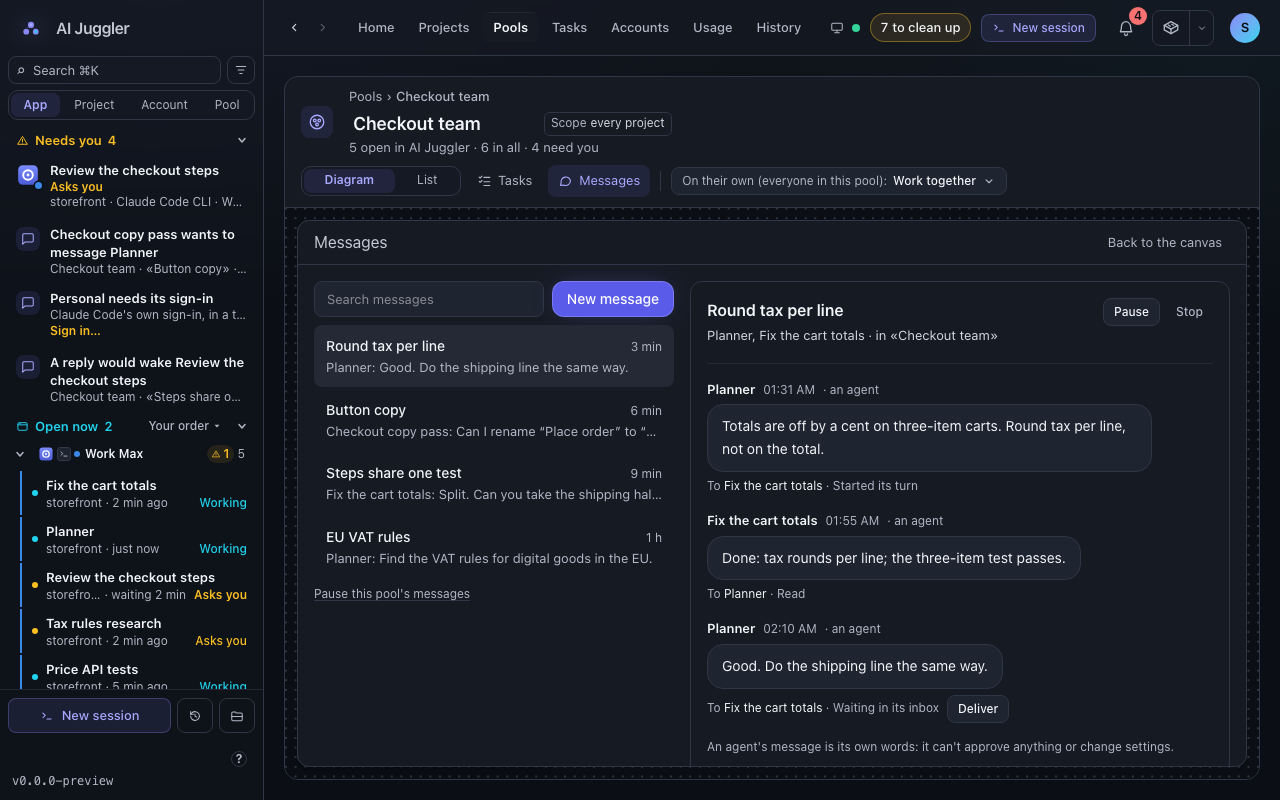 AI Juggler
Search ⌘K
App Project Account Pool
Needs you 4
Review the checkout steps
Asks you
storefront · Claude Code CLI · W…
Checkout copy pass wants to
message Planner
Checkout team · «Button copy» ·…
Personal needs its sign-in
Claude Code's own sign-in, in a t…
Sign in…
A reply would wake Review the
checkout steps
Checkout team · «Steps share o…
Open now 2 Your order
Work Max 1 5
Fix the cart totals
storefront · 2 min ago Working
Planner
storefront · just now Working
Review the checkout steps
storefro… · waiting 2 min Asks you
Tax rules research
storefront · 2 min ago Asks you
Price API tests
storefront · 5 min ago Working
New session
?
v0.0.0-preview
Home Projects Pools Tasks Accounts Usage History
7 to clean up
New session
4
S
Pools › Checkout team
Checkout team
Scope every project
5 open in AI Juggler · 6 in all · 4 need you
Diagram List Tasks Messages
On their own (everyone in this pool): Work together
Messages
Back to the canvas
Search messages
New message
Round tax per line 3 min
Planner: Good. Do the shipping line the same way.
Button copy 6 min
Checkout copy pass: Can I rename “Place order” to “…
Steps share one test 9 min
Fix the cart totals: Split. Can you take the shipping hal…
EU VAT rules 1 h
Planner: Find the VAT rules for digital goods in the EU.
Pause this pool's messages
Round tax per line
Pause Stop
Planner, Fix the cart totals · in «Checkout team»
Planner 01:31 AM · an agent
Totals are off by a cent on three-item carts. Round tax per line,
not on the total.
To Fix the cart totals · Started its turn
Fix the cart totals 01:55 AM · an agent
Done: tax rounds per line; the three-item test passes.
To Planner · Read
Planner 02:10 AM · an agent
Good. Do the shipping line the same way.
To Fix the cart totals · Waiting in its inbox Deliver
An agent's message is its own words: it can't approve anything or change settings.